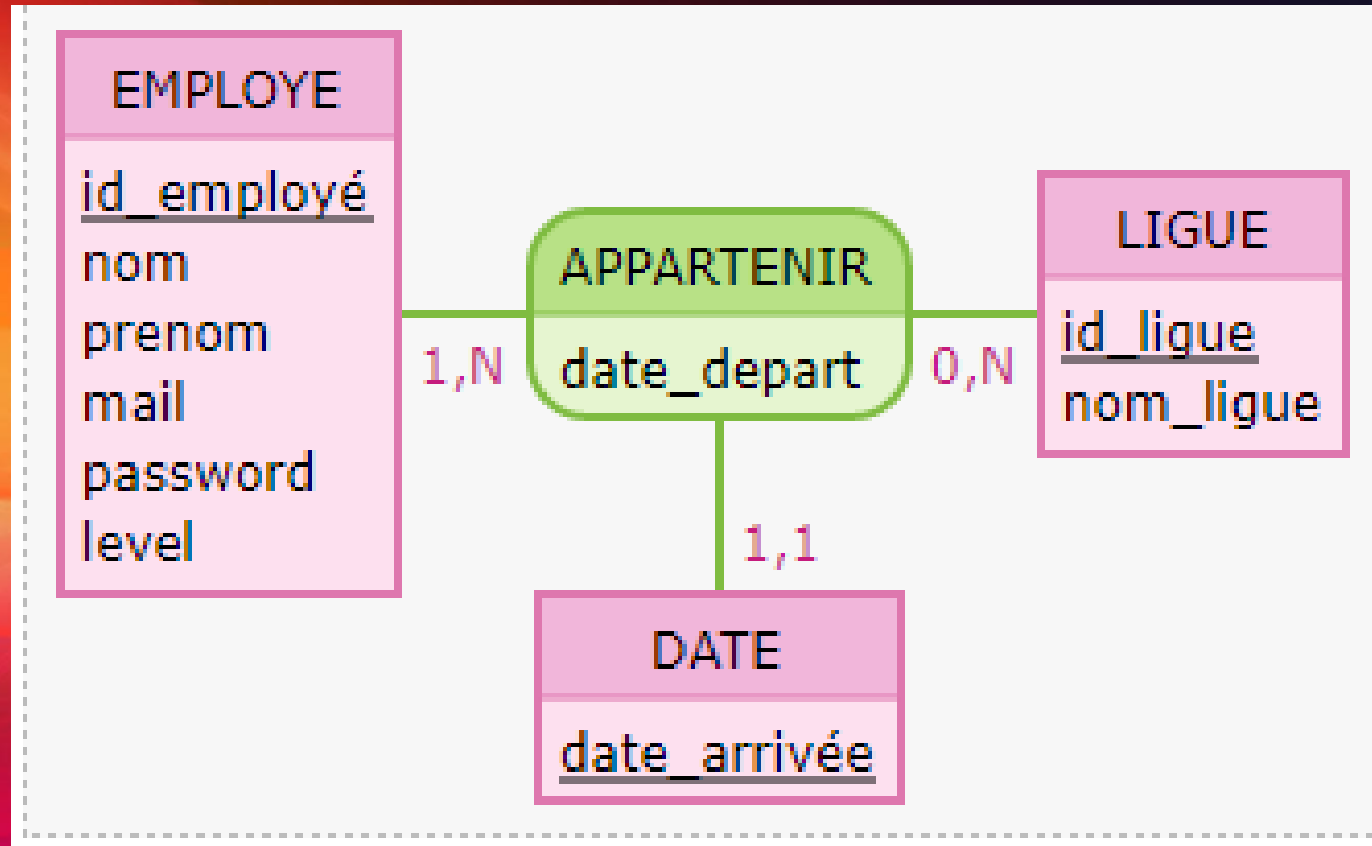 EMPLOYE
id_employé
nom
prenom
mail
password
level
1,N
APPARTENIR
date_depart
0,N
LIGUE
id_ligue
nom_ligue
1,1
DATE
date_arrivée